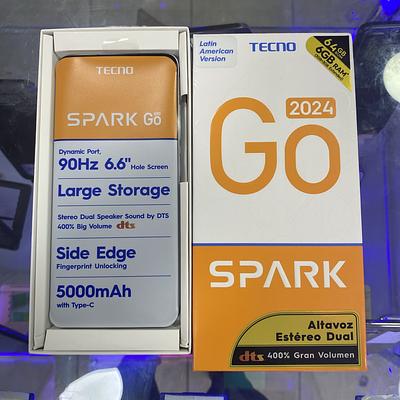 TECNO
SPARK Go
Dynamic Port,
90Hz 6.6" Hole Screen
Large Storage
Stereo Dual Speaker Sound by DTS
400% Big Volume dts
Side Edge
Fingerprint Unlocking
5000mAh
with Type-C
Latin
American
Version
TECNO
64GB
6GB RAM*
2024
Go
SPARK
Altavoz
Estéreo Dual
dts 400% Gran Volumen